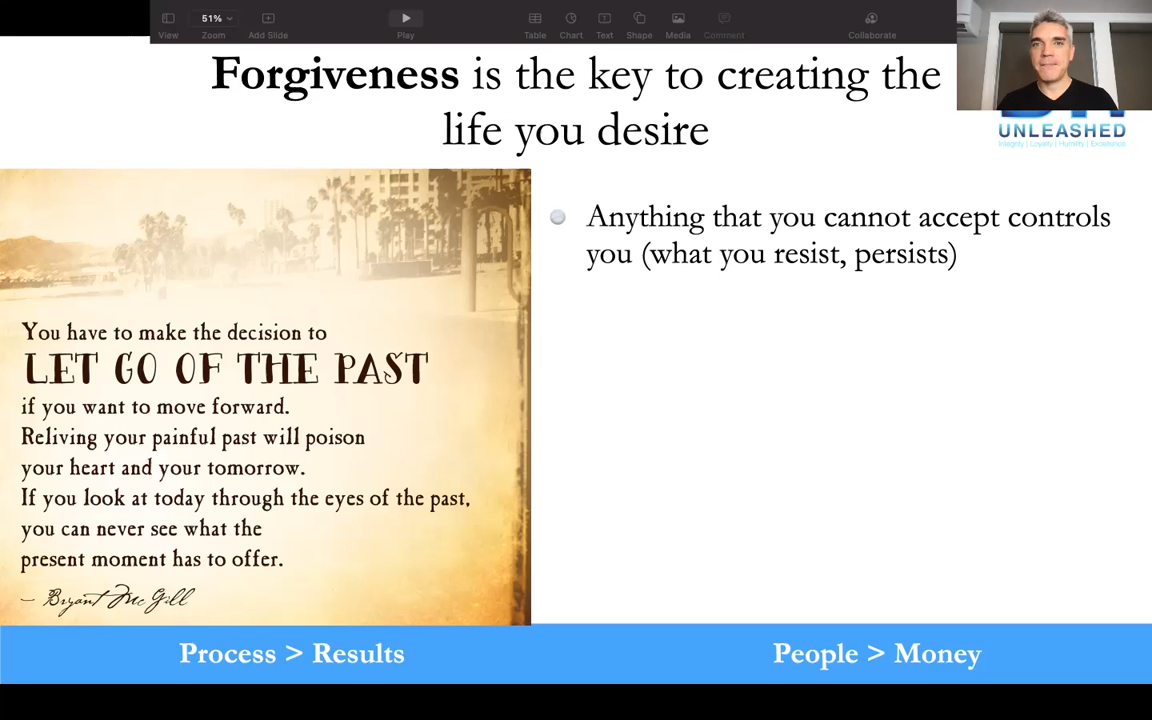 51%
View
Zoom
Add Slide
Play
Table
Chart
Text
Shape
Media
Comment
Collaborate
Forgiveness is the key to creating the
life you desire
UNLEASHED
Integrity | Loyalty | Humility | Excellence
Anything that you cannot accept controls
you (what you resist, persists)
You have to make the decision to
LET GO OF THE PAST
if you want to move forward.
Reliving your painful past will poison
your heart and your tomorrow.
If you look at today through the eyes of the past,
you can never see what the
present moment has to offer.
— Bryant McGill
Process > Results
People > Money